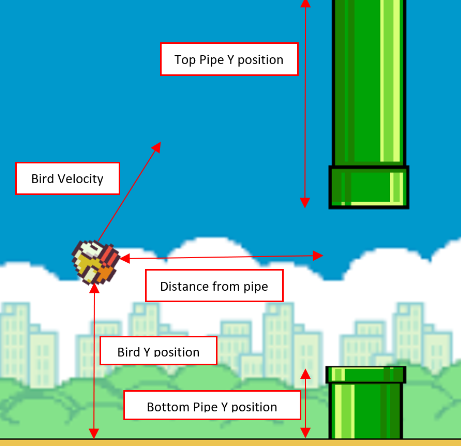 Top Pipe Y position
Bird Velocity
Distance from pipe
Bird Y position
Bottom Pipe Y position